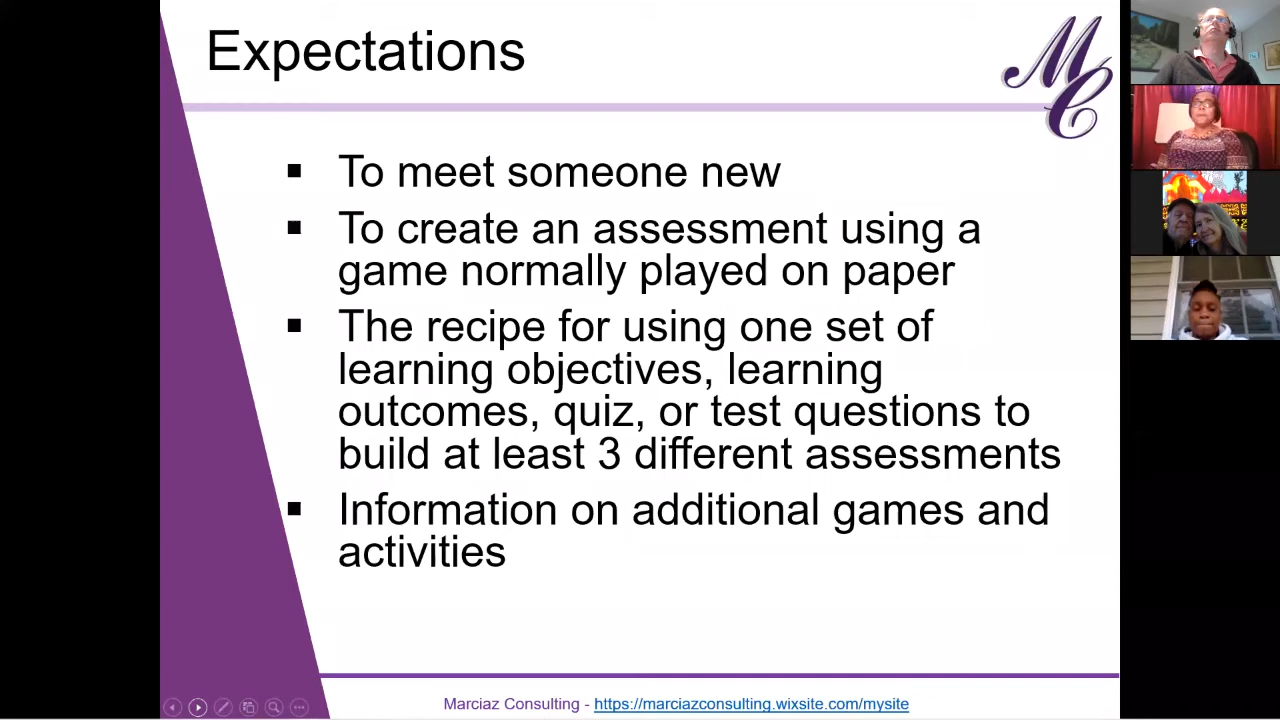 Expectations
MC
▪ To meet someone new
▪ To create an assessment using a
game normally played on paper
▪ The recipe for using one set of
learning objectives, learning
outcomes, quiz, or test questions to
build at least 3 different assessments
▪ Information on additional games and
activities
Marciaz Consulting - https://marciazconsulting.wixsite.com/mysite